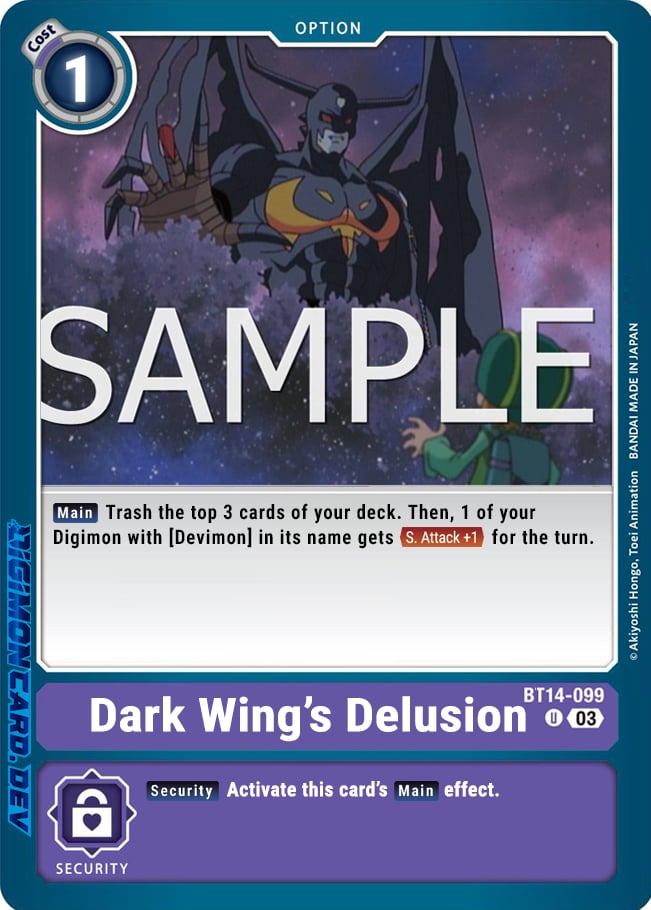 OPTION
Cost
1
SAMPLE
Main Trash the top 3 cards of your deck. Then, 1 of your
Digimon with [Devimon] in its name gets S. Attack +1 for the turn.
© Akiyoshi Hongo, Toei Animation BANDAI MADE IN JAPAN
DIGIMONCARD.DEV
BT14-099
Dark Wing's Delusion U 03
Security Activate this card's Main effect.
SECURITY